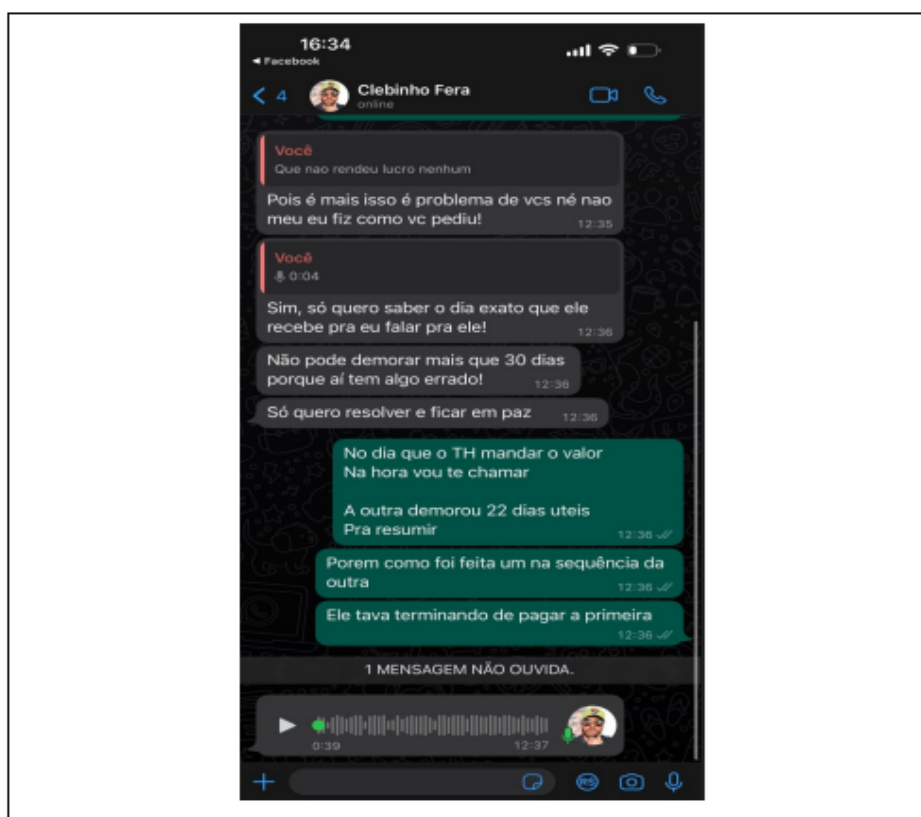 16:34
◄ Facebook
4
Clebinho Fera
online
Você
Que nao rendeu lucro nenhum
Pois é mais isso é problema de vcs né nao
meu eu fiz como vc pediu!
12:35
Você
0:04
Sim, só quero saber o dia exato que ele
recebe pra eu falar pra ele!
12:36
Não pode demorar mais que 30 dias
porque aí tem algo errado!
12:36
Só quero resolver e ficar em paz
12:36
No dia que o TH mandar o valor
Na hora vou te chamar
A outra demorou 22 dias uteis
Pra resumir
12:36
Porem como foi feita um na sequência da
outra
12:36
Ele tava terminando de pagar a primeira
12:36
1 MENSAGEM NÃO OUVIDA.
0:39
12:37